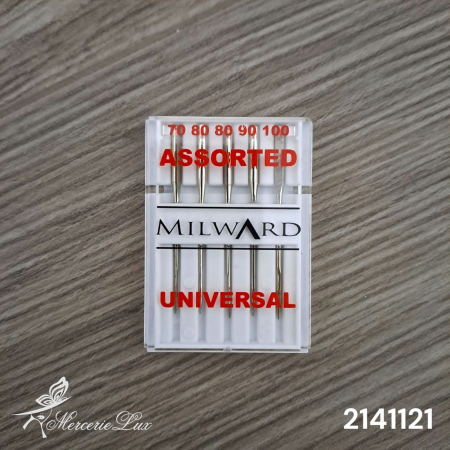 70 80 80 90 100
ASSORTED
MILWARD
UNIVERSAL
Mercerie Lux
2141121